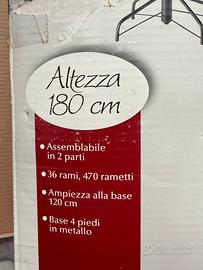 Altezza
180 cm
• Assemblabile
in 2 parti
• 36 rami, 470 rametti
• Ampiezza alla base
120 cm
• Base 4 piedi
in metallo